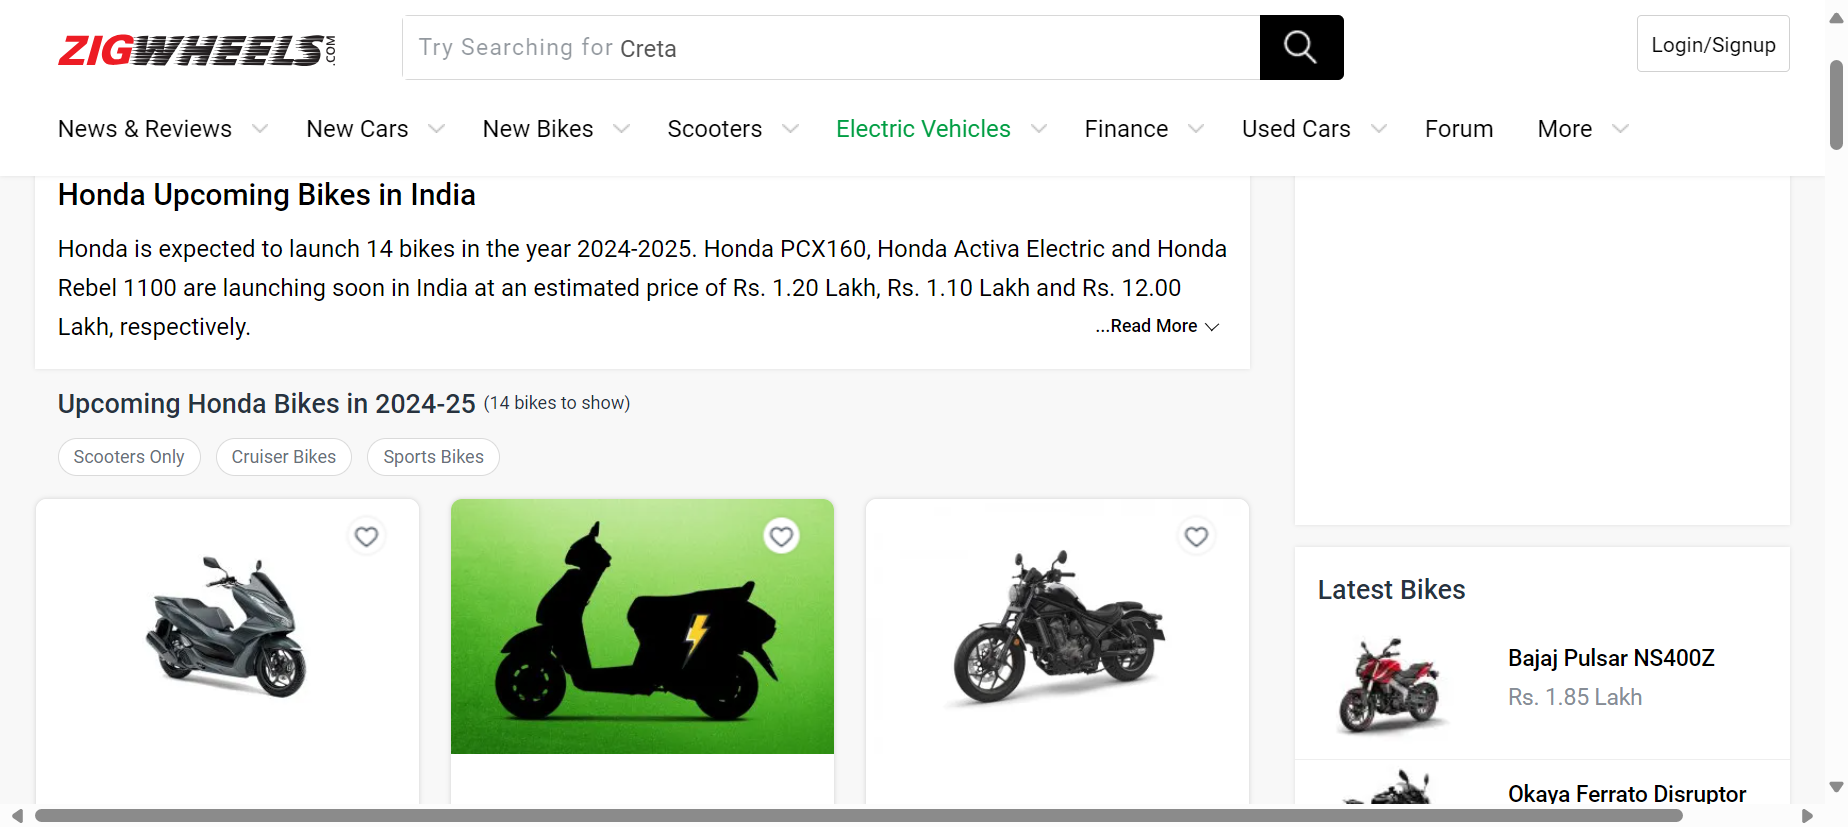 ZIGWHEELS.COM
Try Searching for Creta
Login/Signup
News & Reviews
New Cars
New Bikes
Scooters
Electric Vehicles
Finance
Used Cars
Forum
More
Honda Upcoming Bikes in India
Honda is expected to launch 14 bikes in the year 2024-2025. Honda PCX160, Honda Activa Electric and Honda
Rebel 1100 are launching soon in India at an estimated price of Rs. 1.20 Lakh, Rs. 1.10 Lakh and Rs. 12.00
Lakh, respectively.
...Read More
Upcoming Honda Bikes in 2024-25 (14 bikes to show)
Scooters Only
Cruiser Bikes
Sports Bikes
Latest Bikes
Bajaj Pulsar NS400Z
Rs. 1.85 Lakh
Okaya Ferrato Disruptor